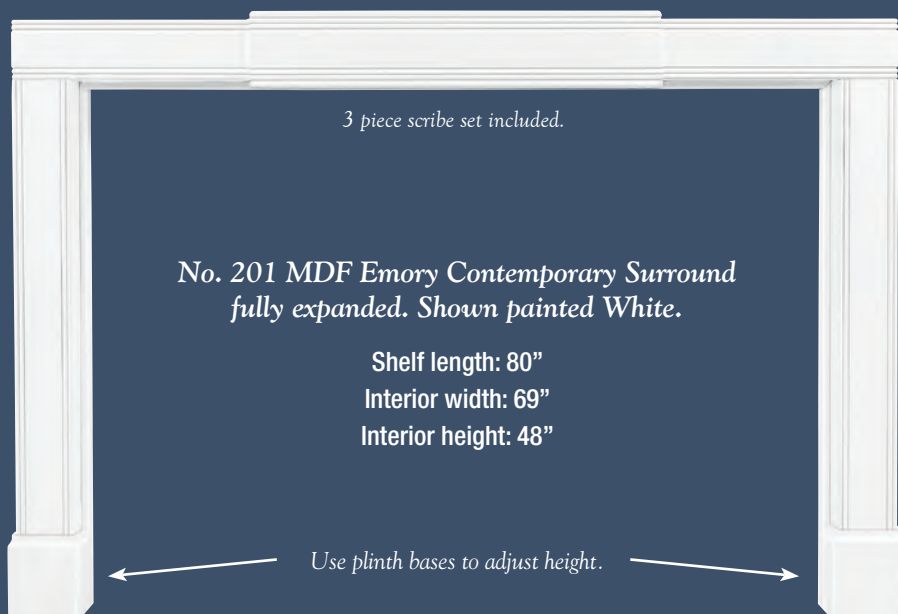 3 piece scribe set included.
No. 201 MDF Emory Contemporary Surround
fully expanded. Shown painted White.
Shelf length: 80”
Interior width: 69”
Interior height: 48”
Use plinth bases to adjust height.